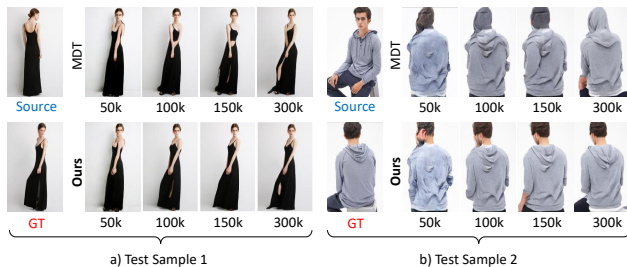 MDT
Source 50k 100k 150k 300k
Ours
GT 50k 100k 150k 300k
a) Test Sample 1
MDT
Source 50k 100k 150k 300k
Ours
GT 50k 100k 150k 300k
b) Test Sample 2